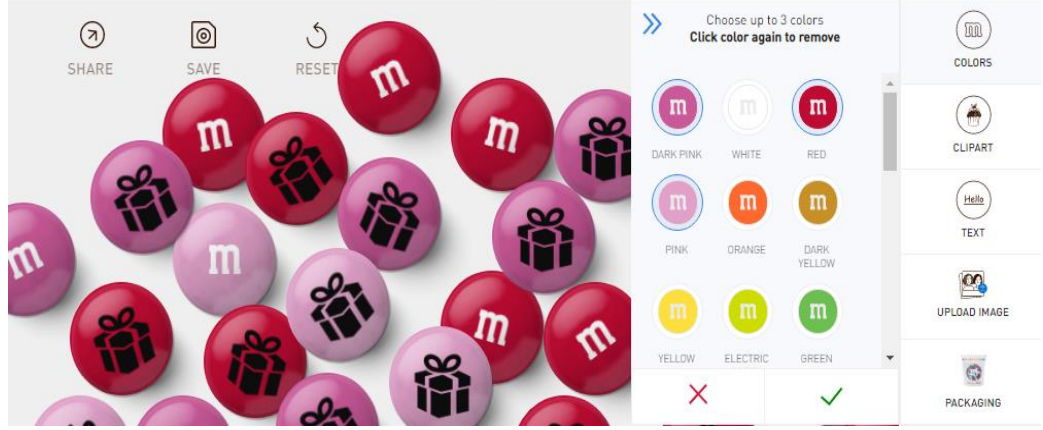 SHARE
SAVE
RESET
m
m
m
m
m
m
m
m
Choose up to 3 colors
Click color again to remove
m
m
m
DARK PINK
WHITE
RED
m
m
m
PINK
ORANGE
DARK
YELLOW
m
m
m
YELLOW
ELECTRIC
GREEN
m
COLORS
CLIPART
Hello
TEXT
UPLOAD IMAGE
PACKAGING